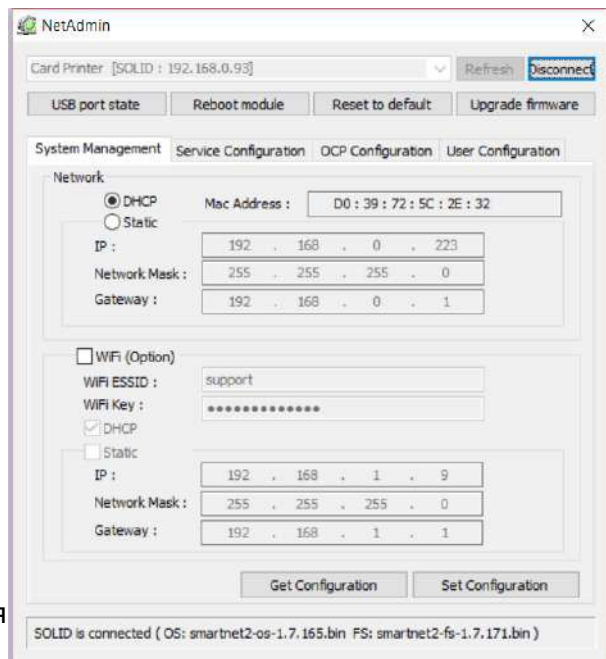 NetAdmin
Card Printer [SOLID : 192.168.0.93] Refresh Disconnect
USB port state Reboot module Reset to default Upgrade firmware
System Management Service Configuration OCP Configuration User Configuration
Network
DHCP Mac Address : D0 : 39 : 72 : 5C : 2E : 32
Static
IP : 192 . 168 . 0 . 223
Network Mask : 255 . 255 . 255 . 0
Gateway : 192 . 168 . 0 . 1
WiFi (Option)
WiFi ESSID : support
WiFi Key : •••••••••••••
DHCP
Static
IP : 192 . 168 . 1 . 9
Network Mask : 255 . 255 . 255 . 0
Gateway : 192 . 168 . 1 . 1
Get Configuration Set Configuration
я
SOLID is connected ( OS: smartnet2-os-1.7.165.bin FS: smartnet2-fs-1.7.171.bin )